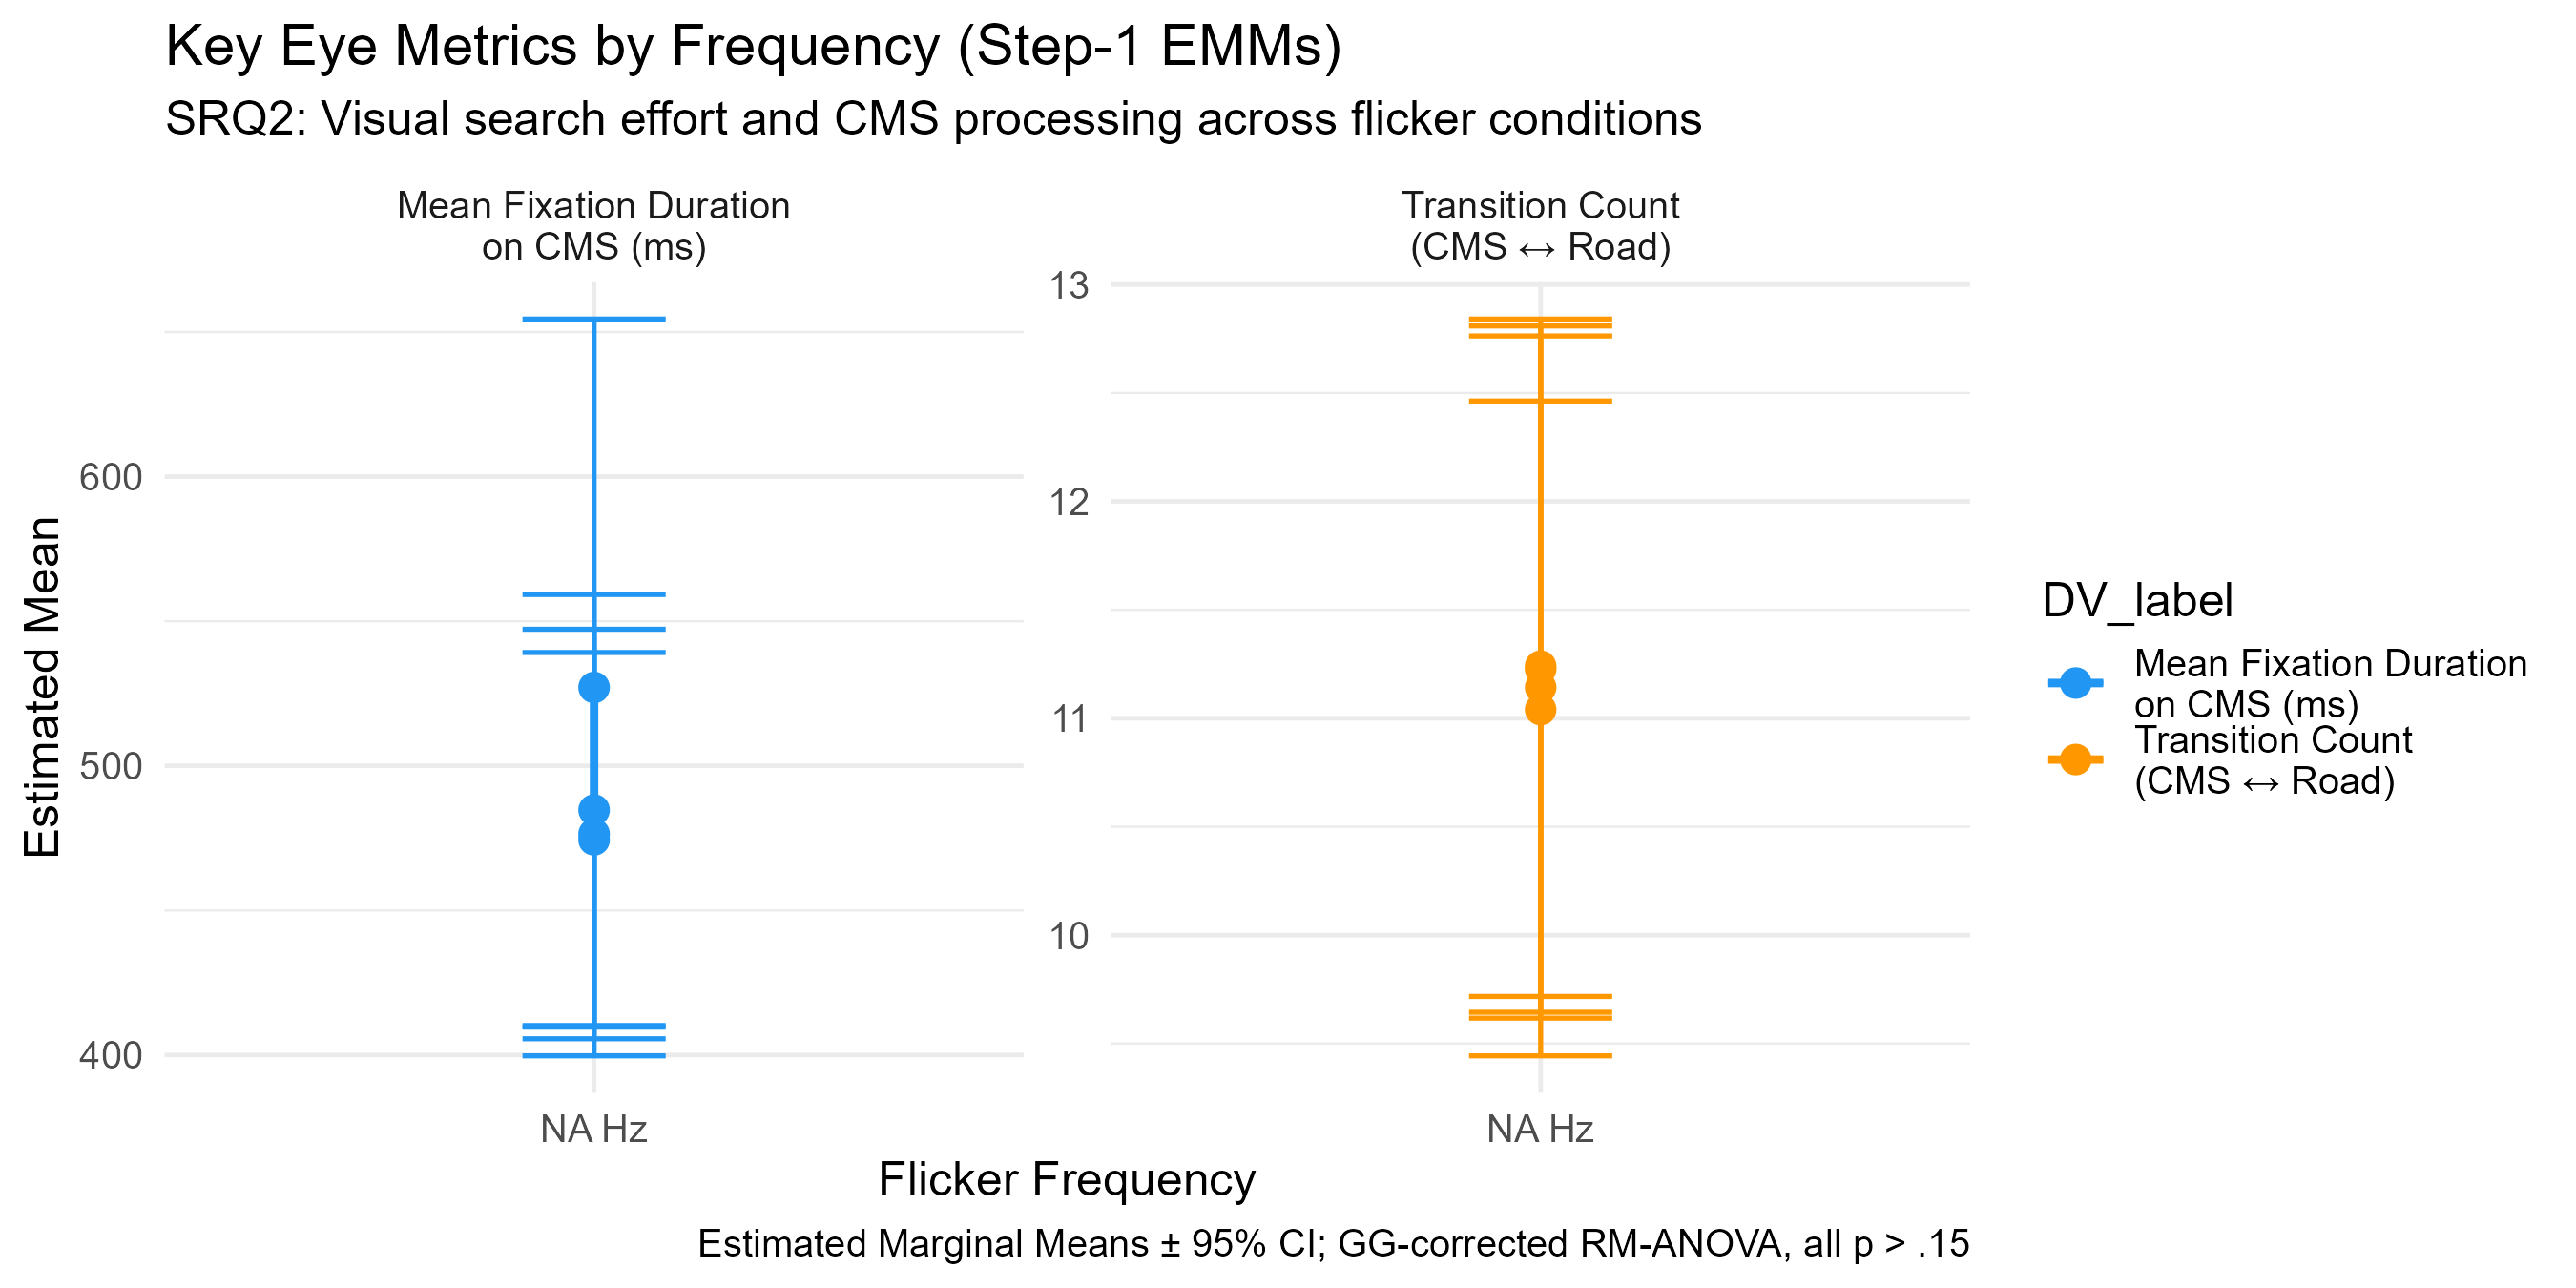 Key Eye Metrics by Frequency (Step-1 EMMs)
SRQ2: Visual search effort and CMS processing across flicker conditions
Mean Fixation Duration
on CMS (ms)
Transition Count
(CMS ↔ Road)
Estimated Mean
600
500
400
13
12
11
10
NA Hz
NA Hz
Flicker Frequency
DV_label
Mean Fixation Duration
on CMS (ms)
Transition Count
(CMS ↔ Road)
Estimated Marginal Means ± 95% CI; GG-corrected RM-ANOVA, all p > .15